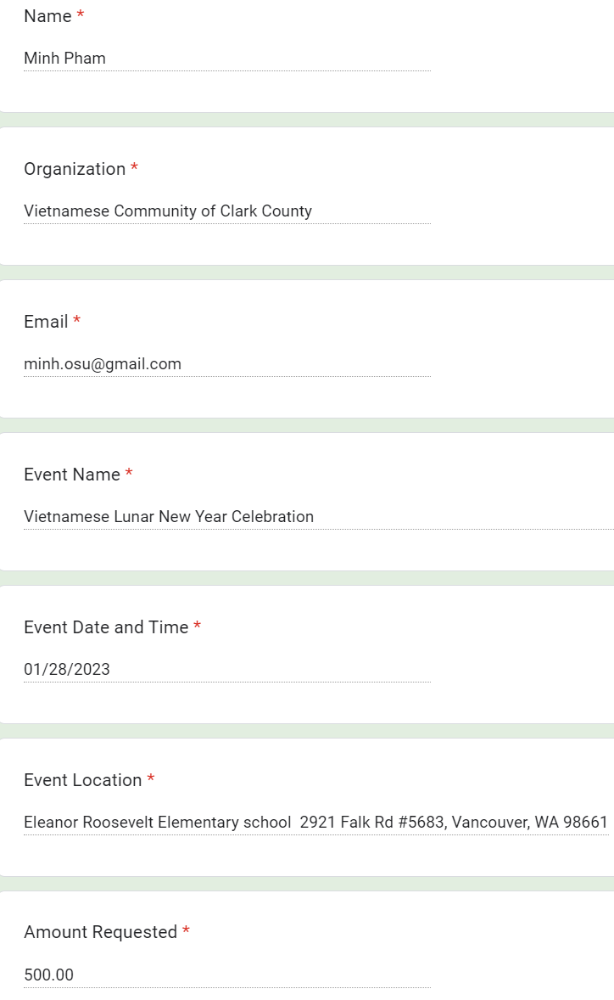 Name *
Minh Pham
Organization *
Vietnamese Community of Clark County
Email *
minh.osu@gmail.com
Event Name *
Vietnamese Lunar New Year Celebration
Event Date and Time *
01/28/2023
Event Location *
Eleanor Roosevelt Elementary school  2921 Falk Rd #5683, Vancouver, WA 98661
Amount Requested *
500.00